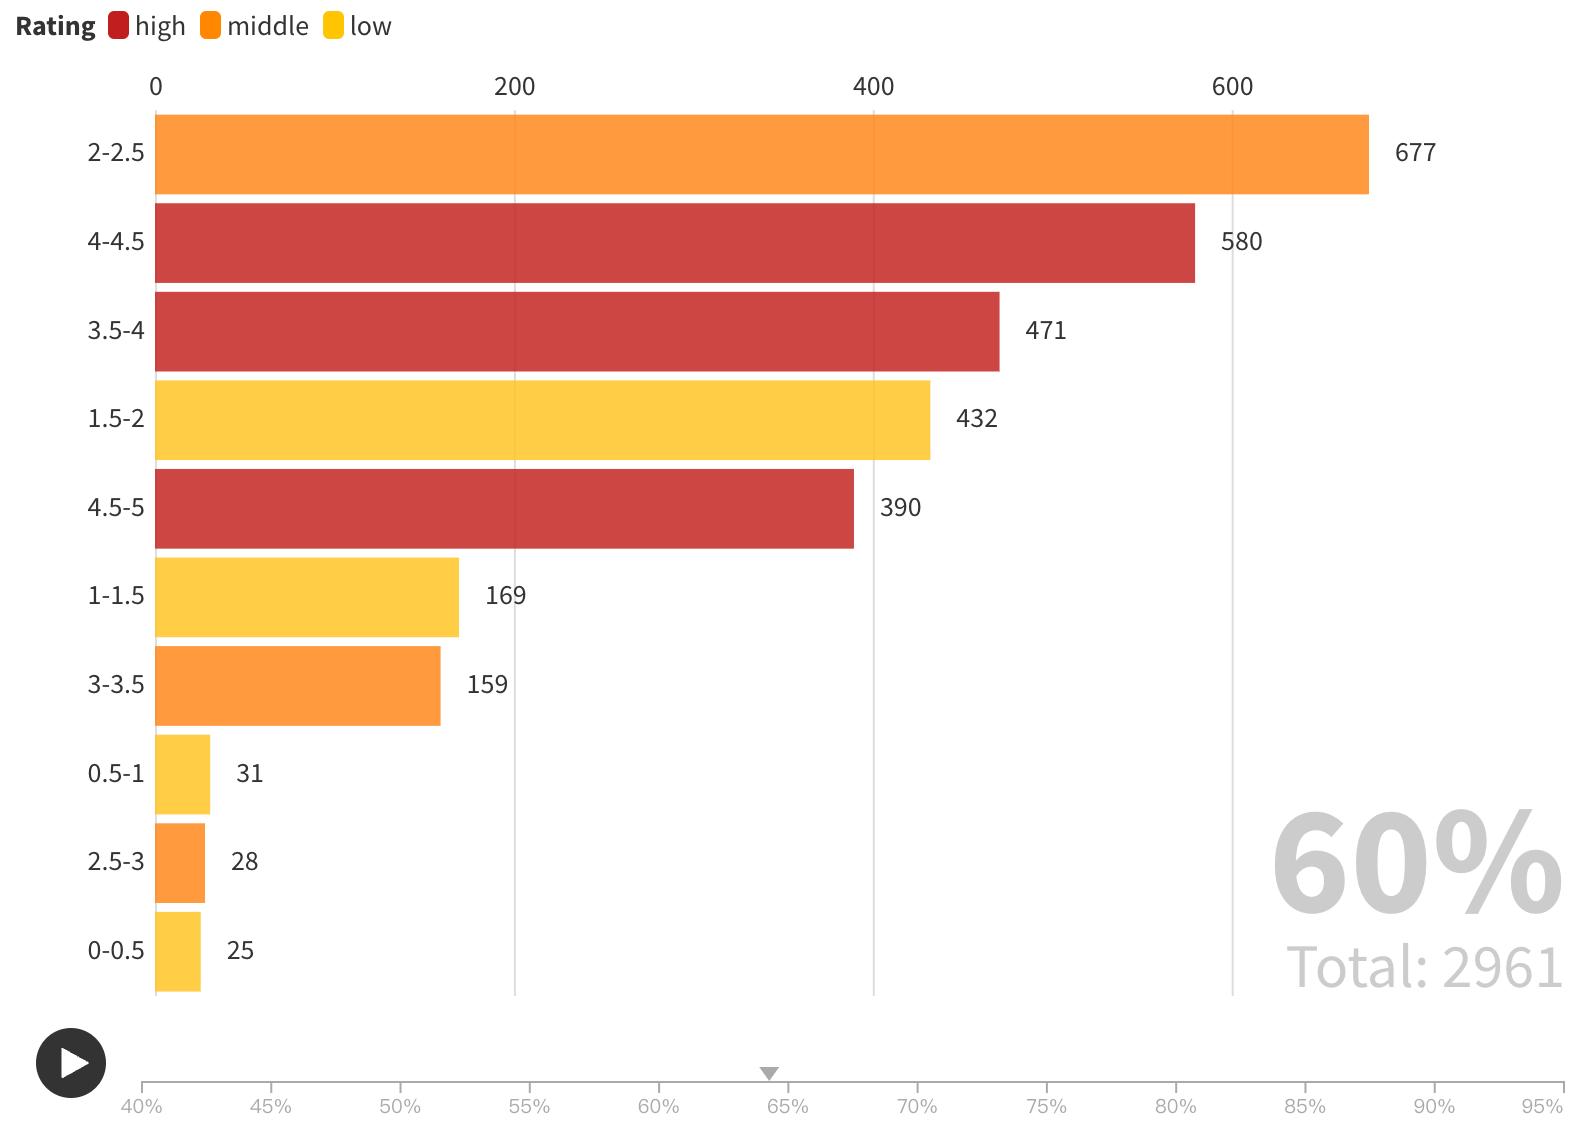 Rating high middle low
0 200 400 600
2-2.5 677
4-4.5 580
3.5-4 471
1.5-2 432
4.5-5 390
1-1.5 169
3-3.5 159
0.5-1 31
2.5-3 28
0-0.5 25
60%
Total: 2961
40% 45% 50% 55% 60% 65% 70% 75% 80% 85% 90% 95%